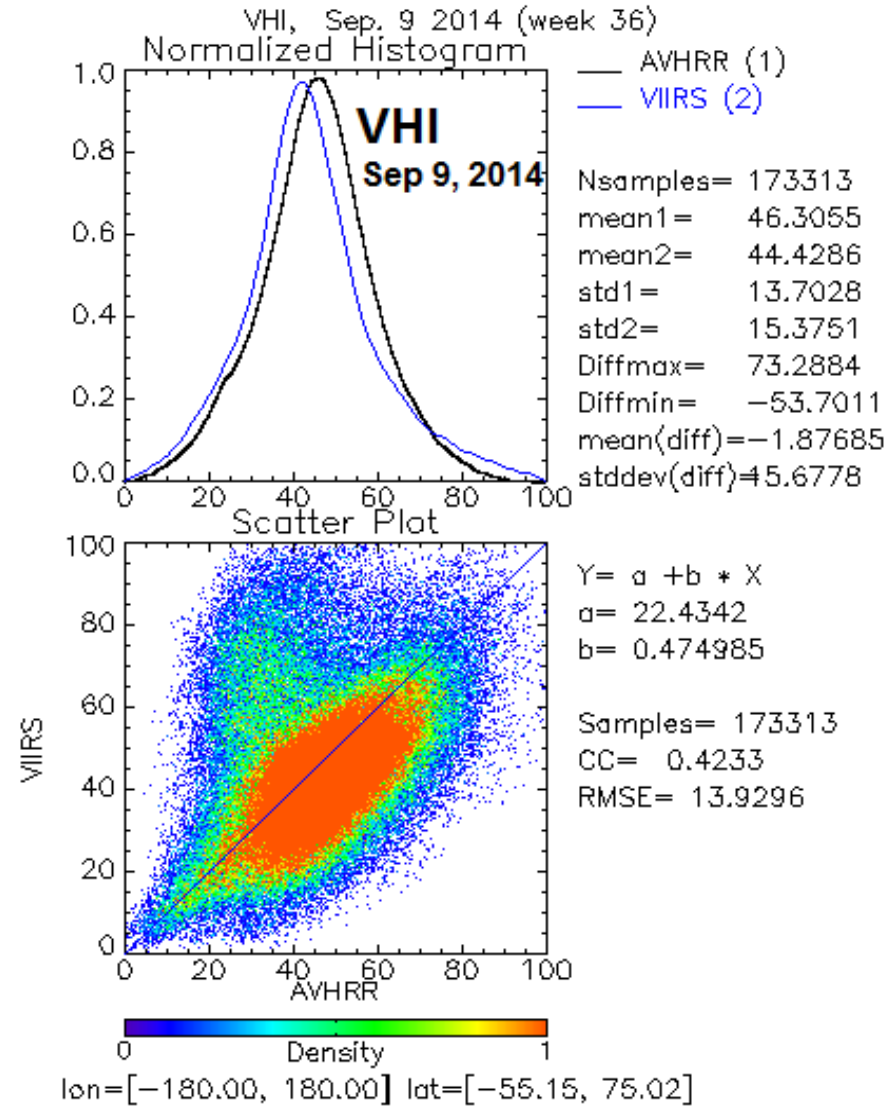 VHI, Sep. 9 2014 (week 36)
Normalized Histogram
AVHRR (1)
VIIRS (2)
VHI
Sep 9, 2014
1.0
0.8
0.6
0.4
0.2
0.0
0 20 40 60 80 100
Nsamples= 173313
mean1= 46.3055
mean2= 44.4286
std1= 13.7028
std2= 15.3751
Diffmax= 73.2884
Diffmin= -53.7011
mean(diff)=-1.87685
stddev(diff)=15.6778
Scatter Plot
100
80
60
40
20
0
VIIRS
0 20 40 60 80 100
AVHRR
Y= a +b * X
a= 22.4342
b= 0.474985
Samples= 173313
CC= 0.4233
RMSE= 13.9296
0 Density 1
lon=[-180.00, 180.00] lat=[-55.15, 75.02]